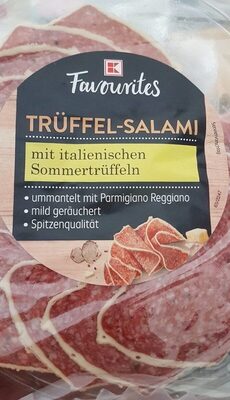 K
Favourites
TRÜFFEL-SALAMI
mit italienischen
Sommertrüffeln
• ummantelt mit Parmigiano Reggiano
• mild geräuchert
• Spitzenqualität